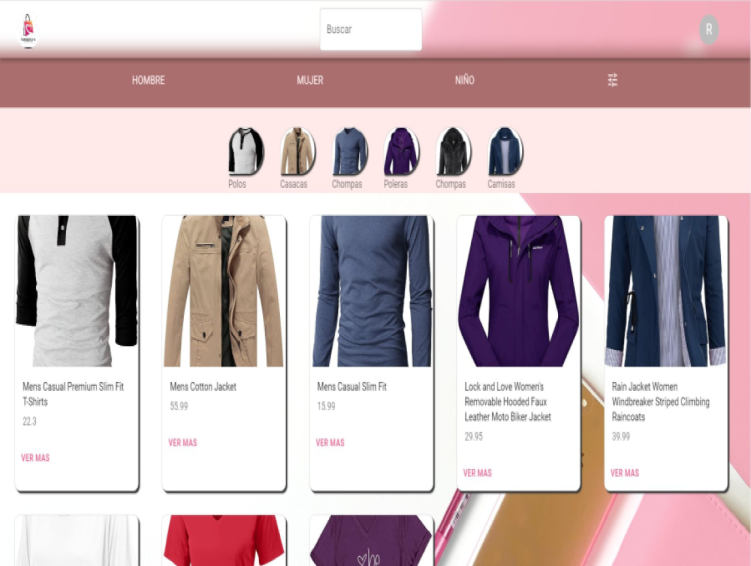 Buscar
R
HOMBRE
MUJER
NIÑO
Polos
Casacas
Chompas
Poleras
Chompas
Camisas
Mens Casual Premium Slim Fit
T-Shirts
22.3
VER MAS
Mens Cotton Jacket
55.99
VER MAS
Mens Casual Slim Fit
15.99
VER MAS
Lock and Love Women's
Removable Hooded Faux
Leather Moto Biker Jacket
29.95
VER MAS
Rain Jacket Women
Windbreaker Striped Climbing
Raincoats
39.99
VER MAS